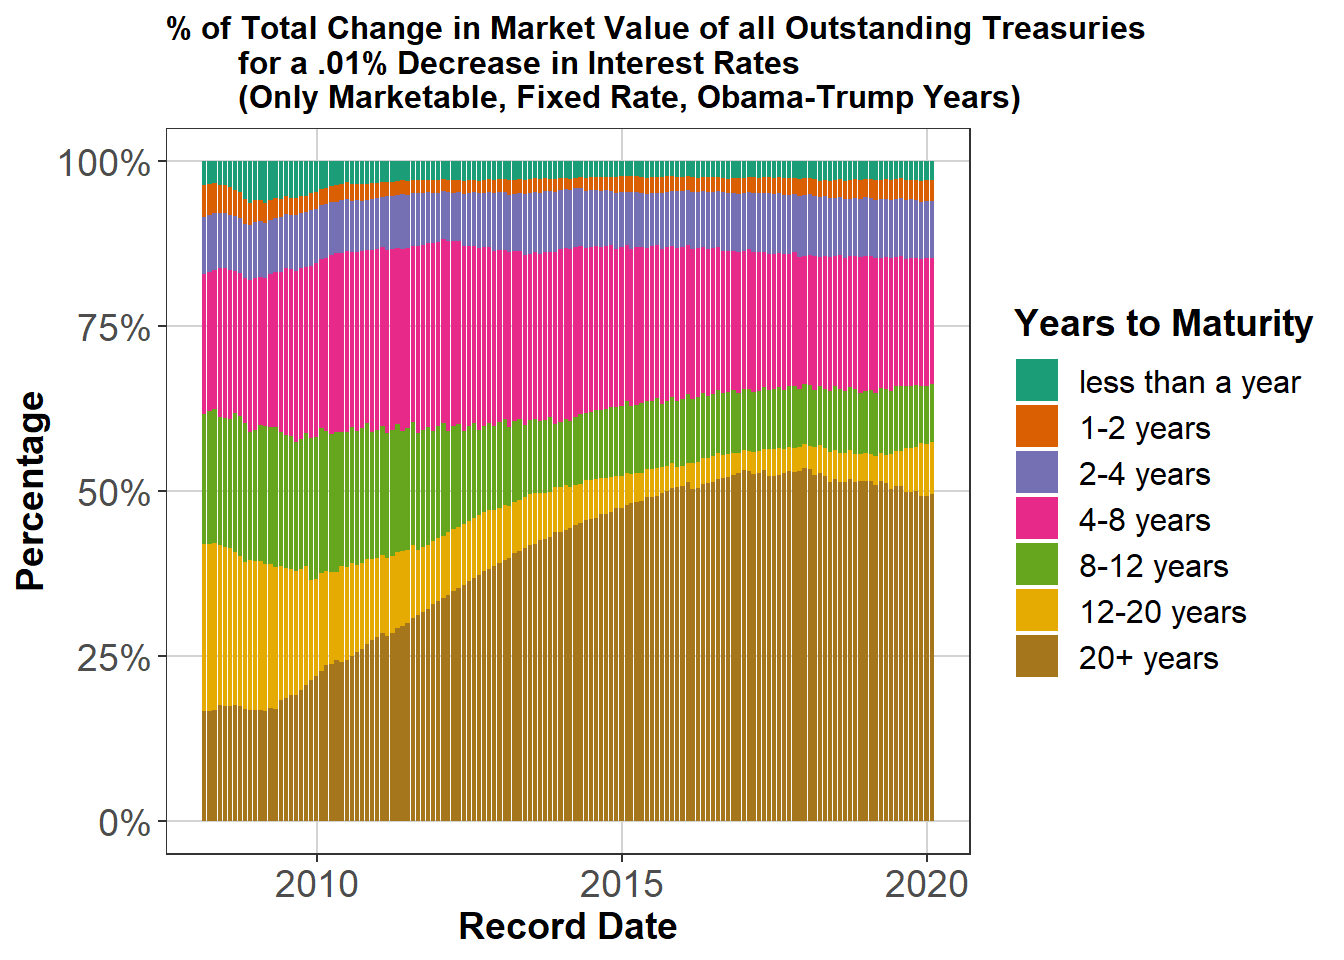 % of Total Change in Market Value of all Outstanding Treasuries
for a .01% Decrease in Interest Rates
(Only Marketable, Fixed Rate, Obama-Trump Years)
100%
75%
50%
25%
0%
Percentage
2010
2015
2020
Record Date
Years to Maturity
less than a year
1-2 years
2-4 years
4-8 years
8-12 years
12-20 years
20+ years